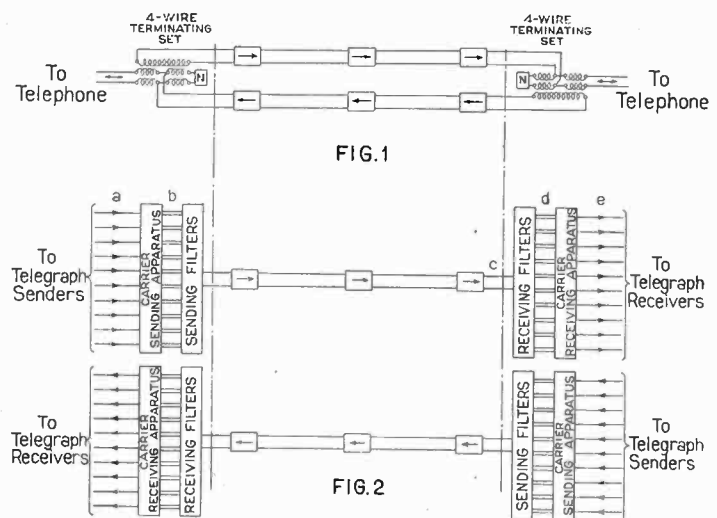 4-WIRE
TERMINATING
SET
4-WIRE
TERMINATING
SET
To
Telephone
N
N
To
Telephone
FIG.1
a
b
d
e
To
Telegraph
Senders
CARRIER
SENDING APPARATUS
SENDING FILTERS
c
RECEIVING FILTERS
CARRIER
RECEIVING APPARATUS
To
Telegraph
Receivers
To
Telegraph
Receivers
CARRIER
RECEIVING APPARATUS
RECEIVING FILTERS
SENDING FILTERS
CARRIER
SENDING APPARATUS
To
Telegraph
Senders
FIG.2